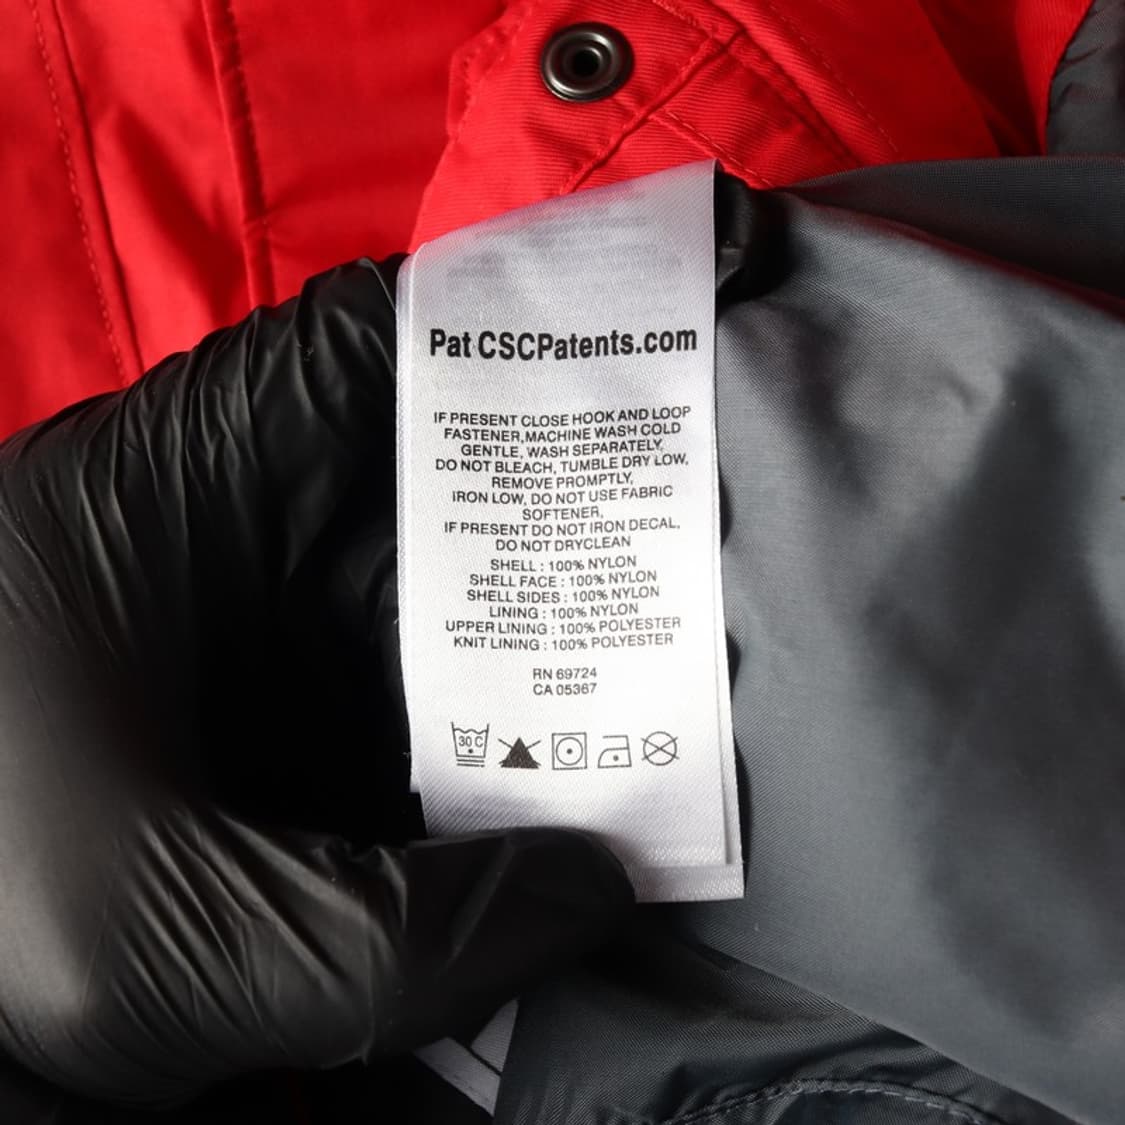 Pat CSCPatents.com
IF PRESENT CLOSE HOOK AND LOOP
FASTENER,MACHINE WASH COLD
GENTLE, WASH SEPARATELY,
DO NOT BLEACH, TUMBLE DRY LOW,
REMOVE PROMPTLY,
IRON LOW, DO NOT USE FABRIC
SOFTENER,
IF PRESENT DO NOT IRON DECAL,
DO NOT DRYCLEAN
SHELL : 100% NYLON
SHELL FACE : 100% NYLON
SHELL SIDES : 100% NYLON
LINING : 100% NYLON
UPPER LINING : 100% POLYESTER
KNIT LINING : 100% POLYESTER
RN 69724
CA 05367
30 C